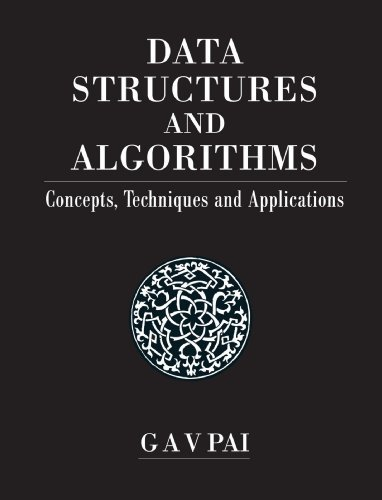 DATA
STRUCTURES
AND
ALGORITHMS
Concepts, Techniques and Applications
G A V PAI